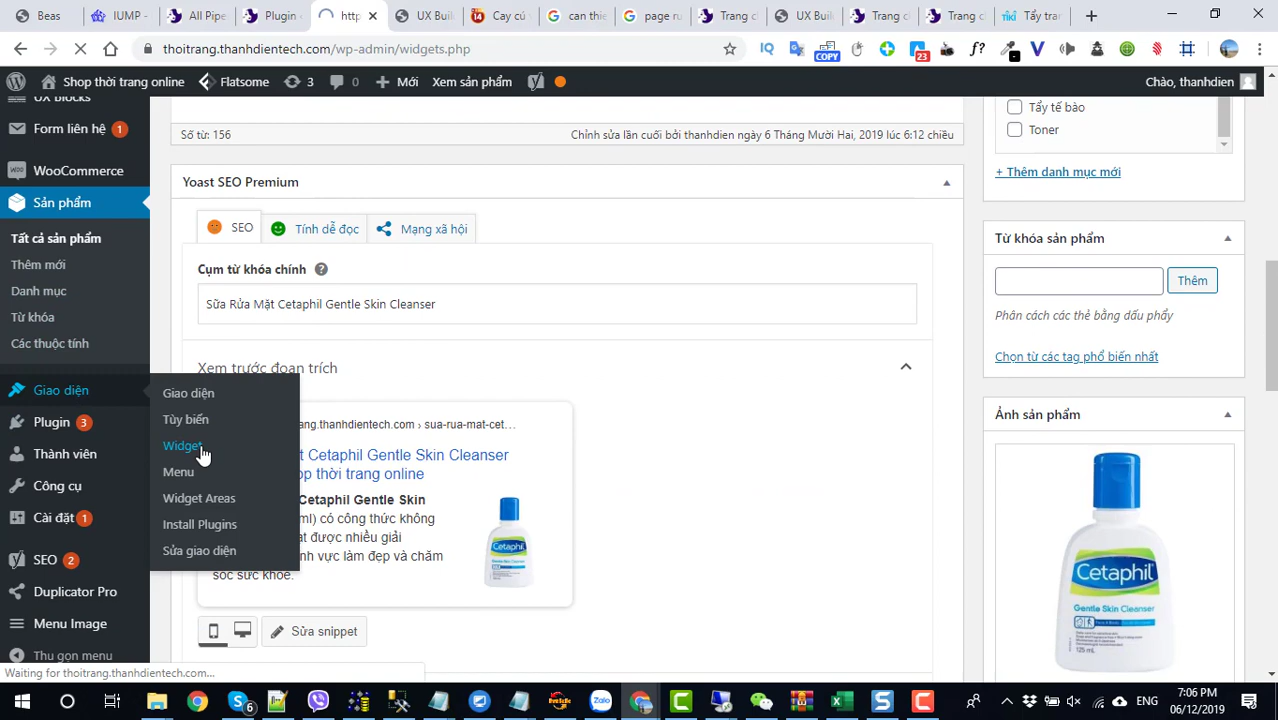 Beas
IUMP -
All Pipe
Plugin
http
UX Buil
Cay cú
can thie
page ru
Trang c
UX Buil
Trang c
Trang c
Tẩy trar
thoitrang.thanhdientech.com/wp-admin/widgets.php
IQ
COPY
23
f?
V
Shop thời trang online
Flatsome
3
0
Mới
Xem sản phẩm
Chào, thanhdien
UX Blocks
Form liên hệ 1
WooCommerce
Sản phẩm
Tất cả sản phẩm
Thêm mới
Danh mục
Từ khóa
Các thuộc tính
Giao diện
Plugin 3
Thành viên
Công cụ
Cài đặt 1
SEO 2
Duplicator Pro
Menu Image
Thu gọn menu
Giao diện
Tùy biến
Widget
Menu
Widget Areas
Install Plugins
Sửa giao diện
Số từ: 156
Chỉnh sửa lần cuối bởi thanhdien ngày 6 Tháng Mười Hai, 2019 6:12 chiều
Yoast SEO Premium
SEO
Tính dễ đọc
Mạng xã hội
Cụm từ khóa chính
Sữa Rửa Mặt Cetaphil Gentle Skin Cleanser
Xem trước đoạn trích
rang.thanhdientech.com › sua-rua-mat-cet...
t Cetaphil Gentle Skin Cleanser
op thời trang online
Cetaphil Gentle Skin
ml) có công thức không
t được nhiều giải
nh vực làm đẹp và chăm
sóc sức khỏe.
Cetaphil
Sửa snippet
Tẩy tế bào
Toner
+ Thêm danh mục mới
Từ khóa sản phẩm
Thêm
Phân cách các thẻ bằng dấu phẩy
Chọn từ các tag phổ biến nhất
Ảnh sản phẩm
Cetaphil
Gentle Skin Cleanser
125 mL
Waiting for thoitrang.thanhdientech.com...
6
Zalo
ENG
7:06 PM
06/12/2019